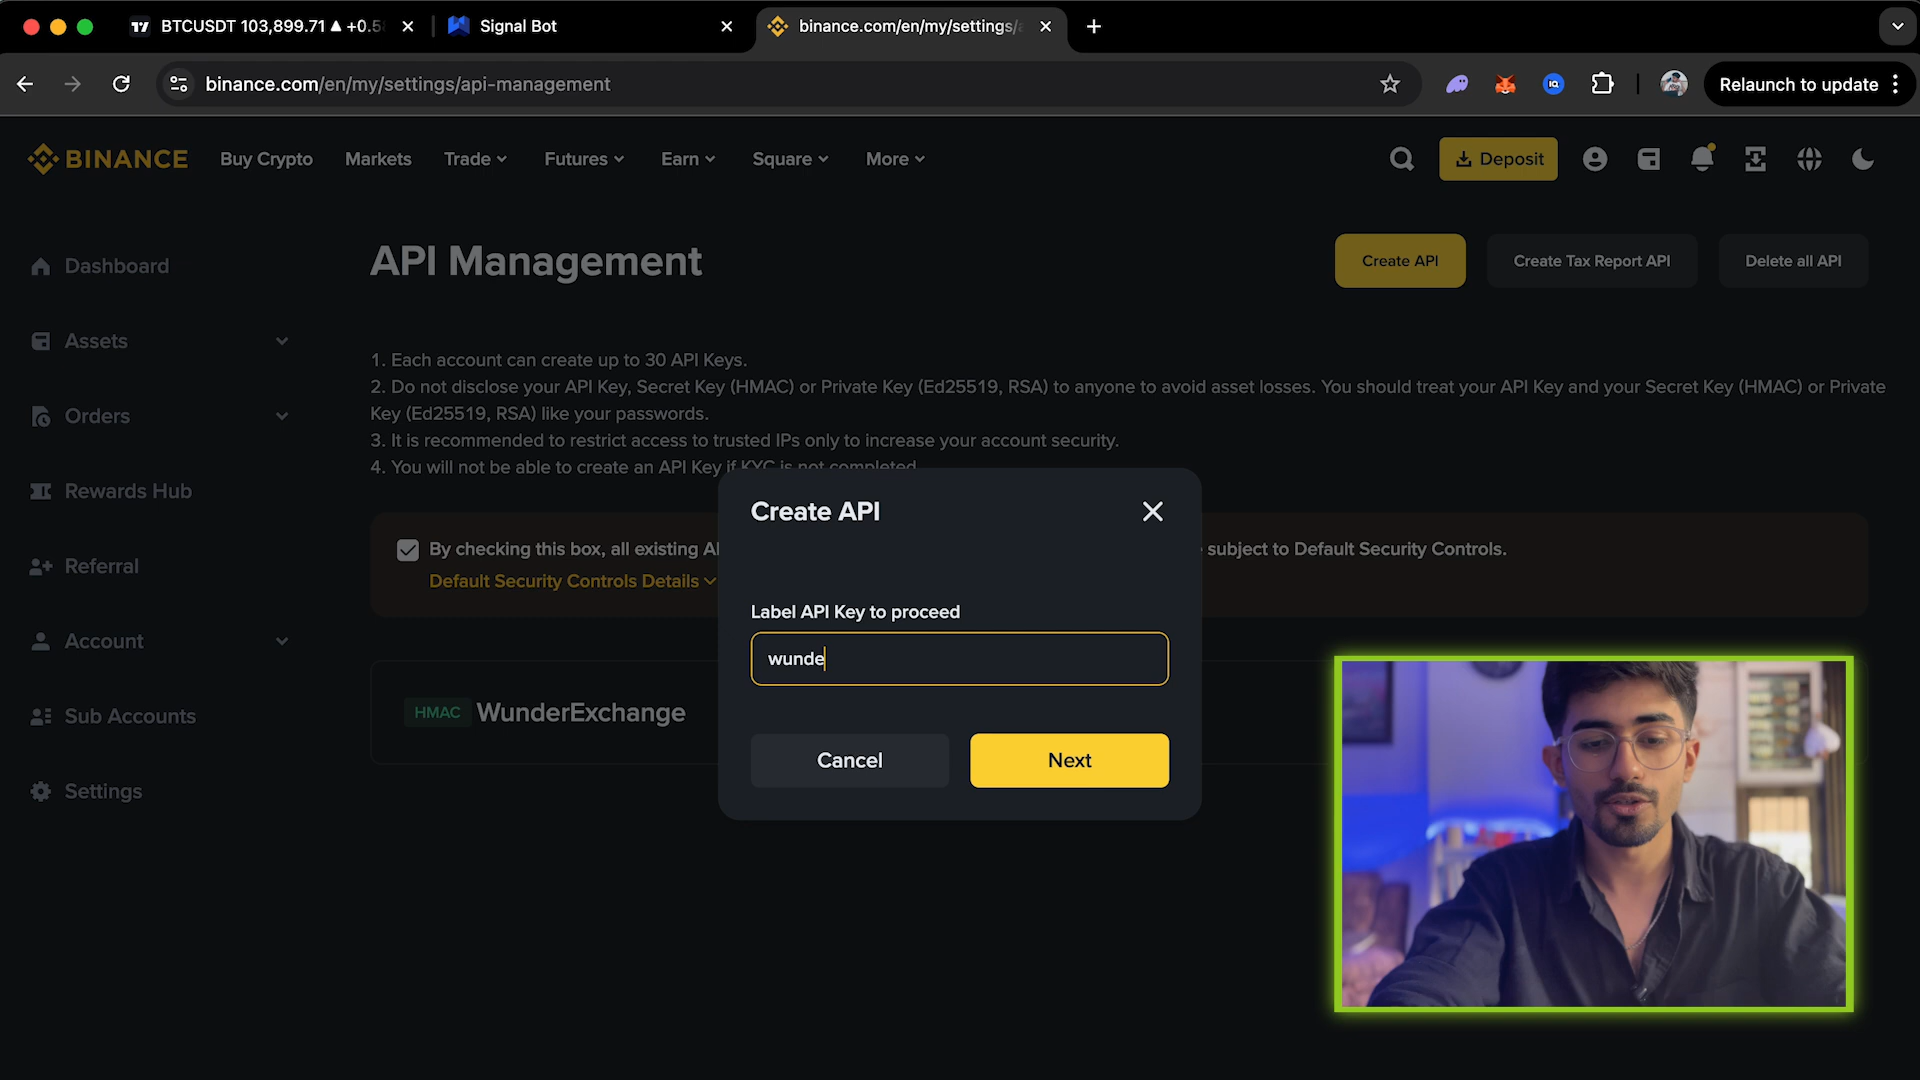 BTCUSDT 103,899.71 ▲ +0.5
Signal Bot
binance.com/en/my/settings/
binance.com/en/my/settings/api-management
Relaunch to update
BINANCE
Buy Crypto
Markets
Trade
Futures
Earn
Square
More
Deposit
Dashboard
Assets
Orders
Rewards Hub
Referral
Account
Sub Accounts
Settings
API Management
Create API
Create Tax Report API
Delete all API
1. Each account can create up to 30 API Keys.
2. Do not disclose your API Key, Secret Key (HMAC) or Private Key (Ed25519, RSA) to anyone to avoid asset losses. You should treat your API Key and your Secret Key (HMAC) or Private
Key (Ed25519, RSA) like your passwords.
3. It is recommended to restrict access to trusted IPs only to increase your account security.
4. You will not be able to create an API Key if KYC is not completed
By checking this box, all existing A
subject to Default Security Controls.
Default Security Controls Details
HMAC
WunderExchange
Create API
Label API Key to proceed
wunde
Cancel
Next